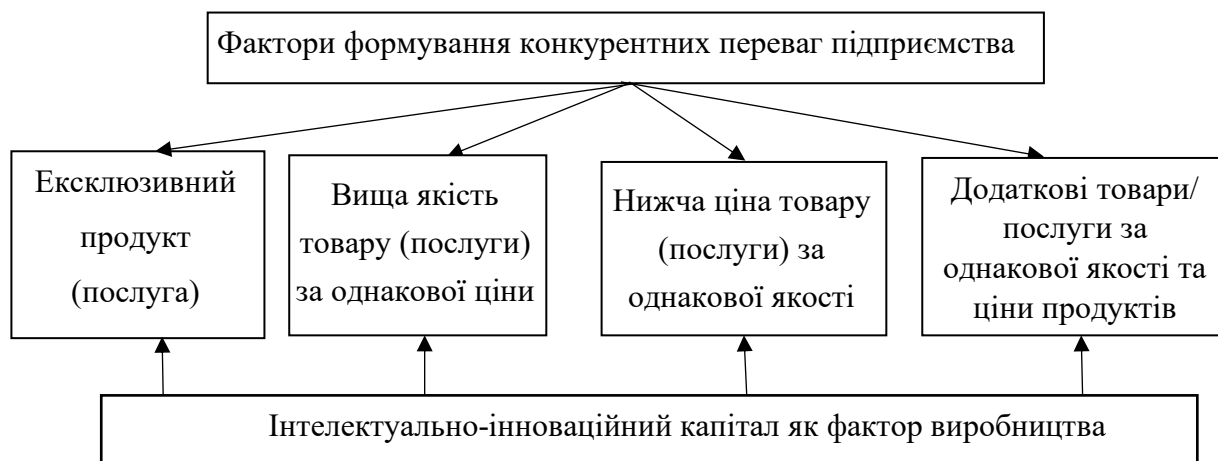 Фактори формування конкурентних переваг підприємства
Ексклюзивний
продукт
(послуга)
Вища якість
товару (послуги)
за однакової ціни
Нижча ціна товару
(послуги) за
однакової якості
Додаткові товари/
послуги за
однакової якості та
ціни продуктів
Інтелектуально-інноваційний капітал як фактор виробництва